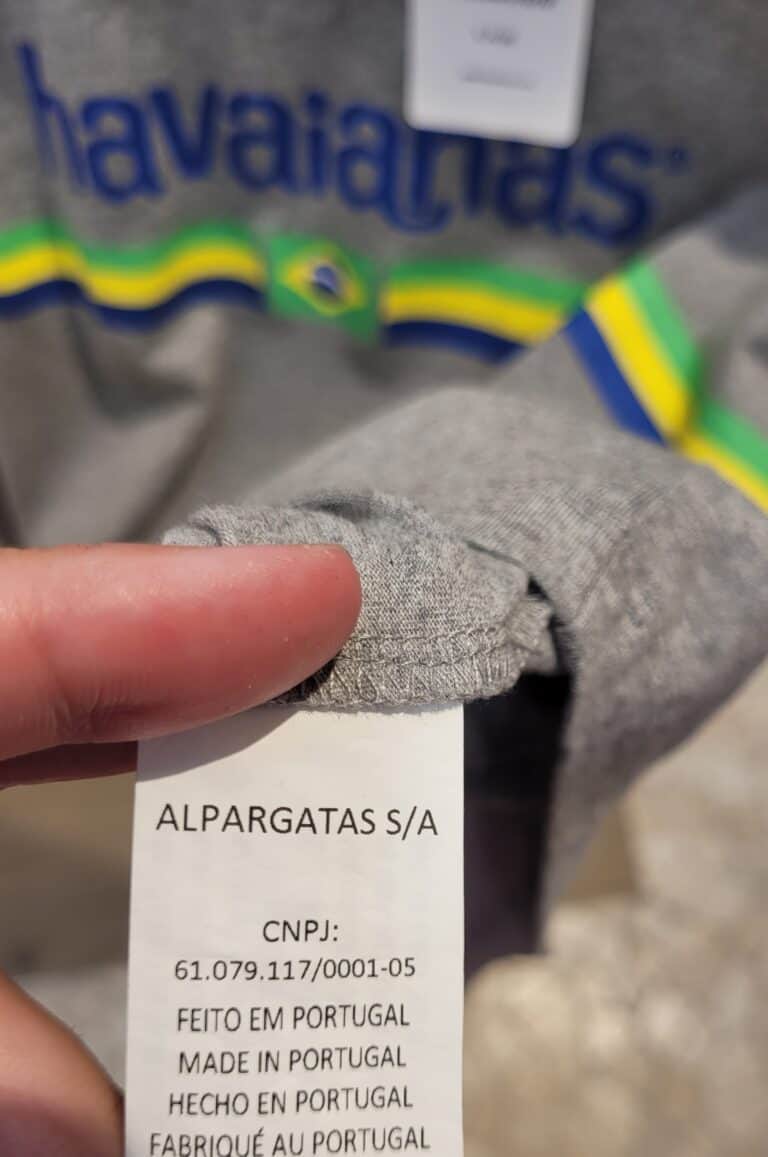 havaianas®
ALPARGATAS S/A
CNPJ:
61.079.117/0001-05
FEITO EM PORTUGAL
MADE IN PORTUGAL
HECHO EN PORTUGAL
FABRIQUÉ AU PORTUGAL